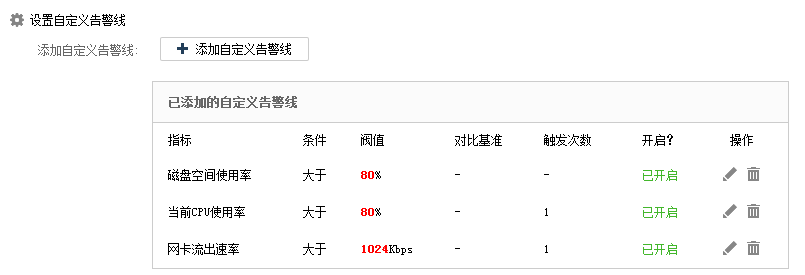 设置自定义告警线
添加自定义告警线:
+ 添加自定义告警线
已添加的自定义告警线
指标 条件 阀值 对比基准 触发次数 开启? 操作
磁盘空间使用率 大于 80% - - 已开启
当前CPU使用率 大于 80% - 1 已开启
网卡流出速率 大于 1024Kbps - 1 已开启